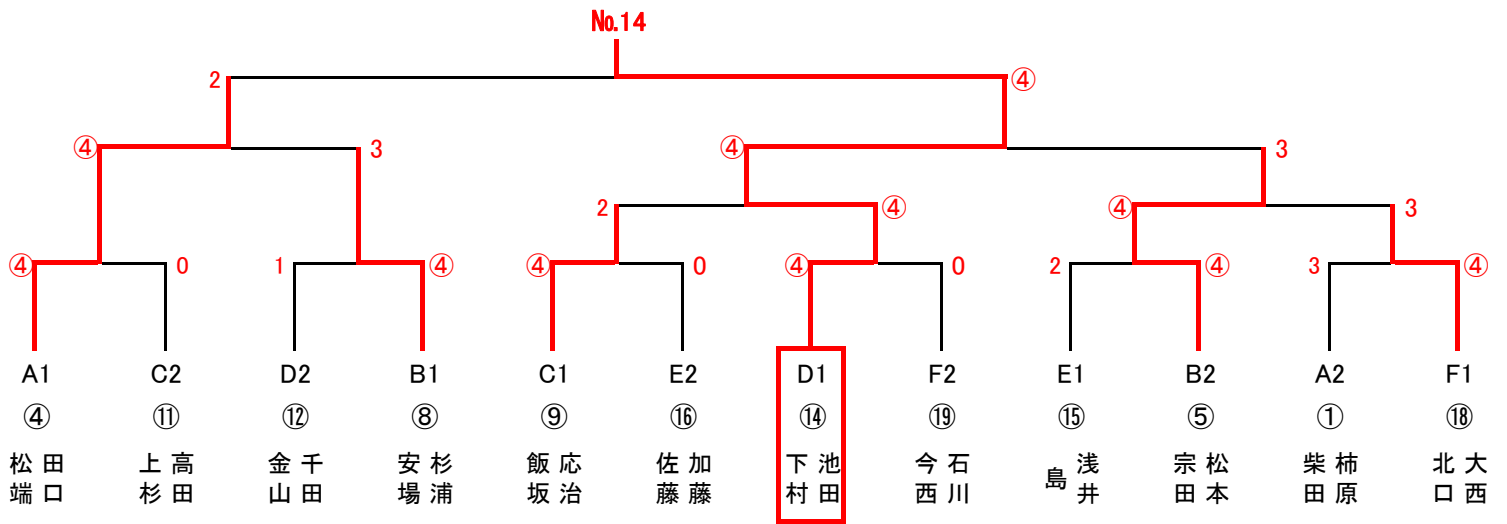 No.14
2 ④
④ 3 ④ 3
2 ④ ④ 3
④ 0 1 ④ ④ 0 ④ 0 2 ④ 3 ④
A1 C2 D2 B1 C1 E2 D1 F2 E1 B2 A2 F1
④ ⑪ ⑫ ⑧ ⑨ ⑯ ⑭ ⑲ ⑮ ⑤ ① ⑱
松田 上高 金千 安杉 飯応 佐加 下池 今石 島浅 宗松 柴柿 北大
端口 杉田 山田 場浦 坂治 藤藤 村田 西川 井 田本 田原 口西